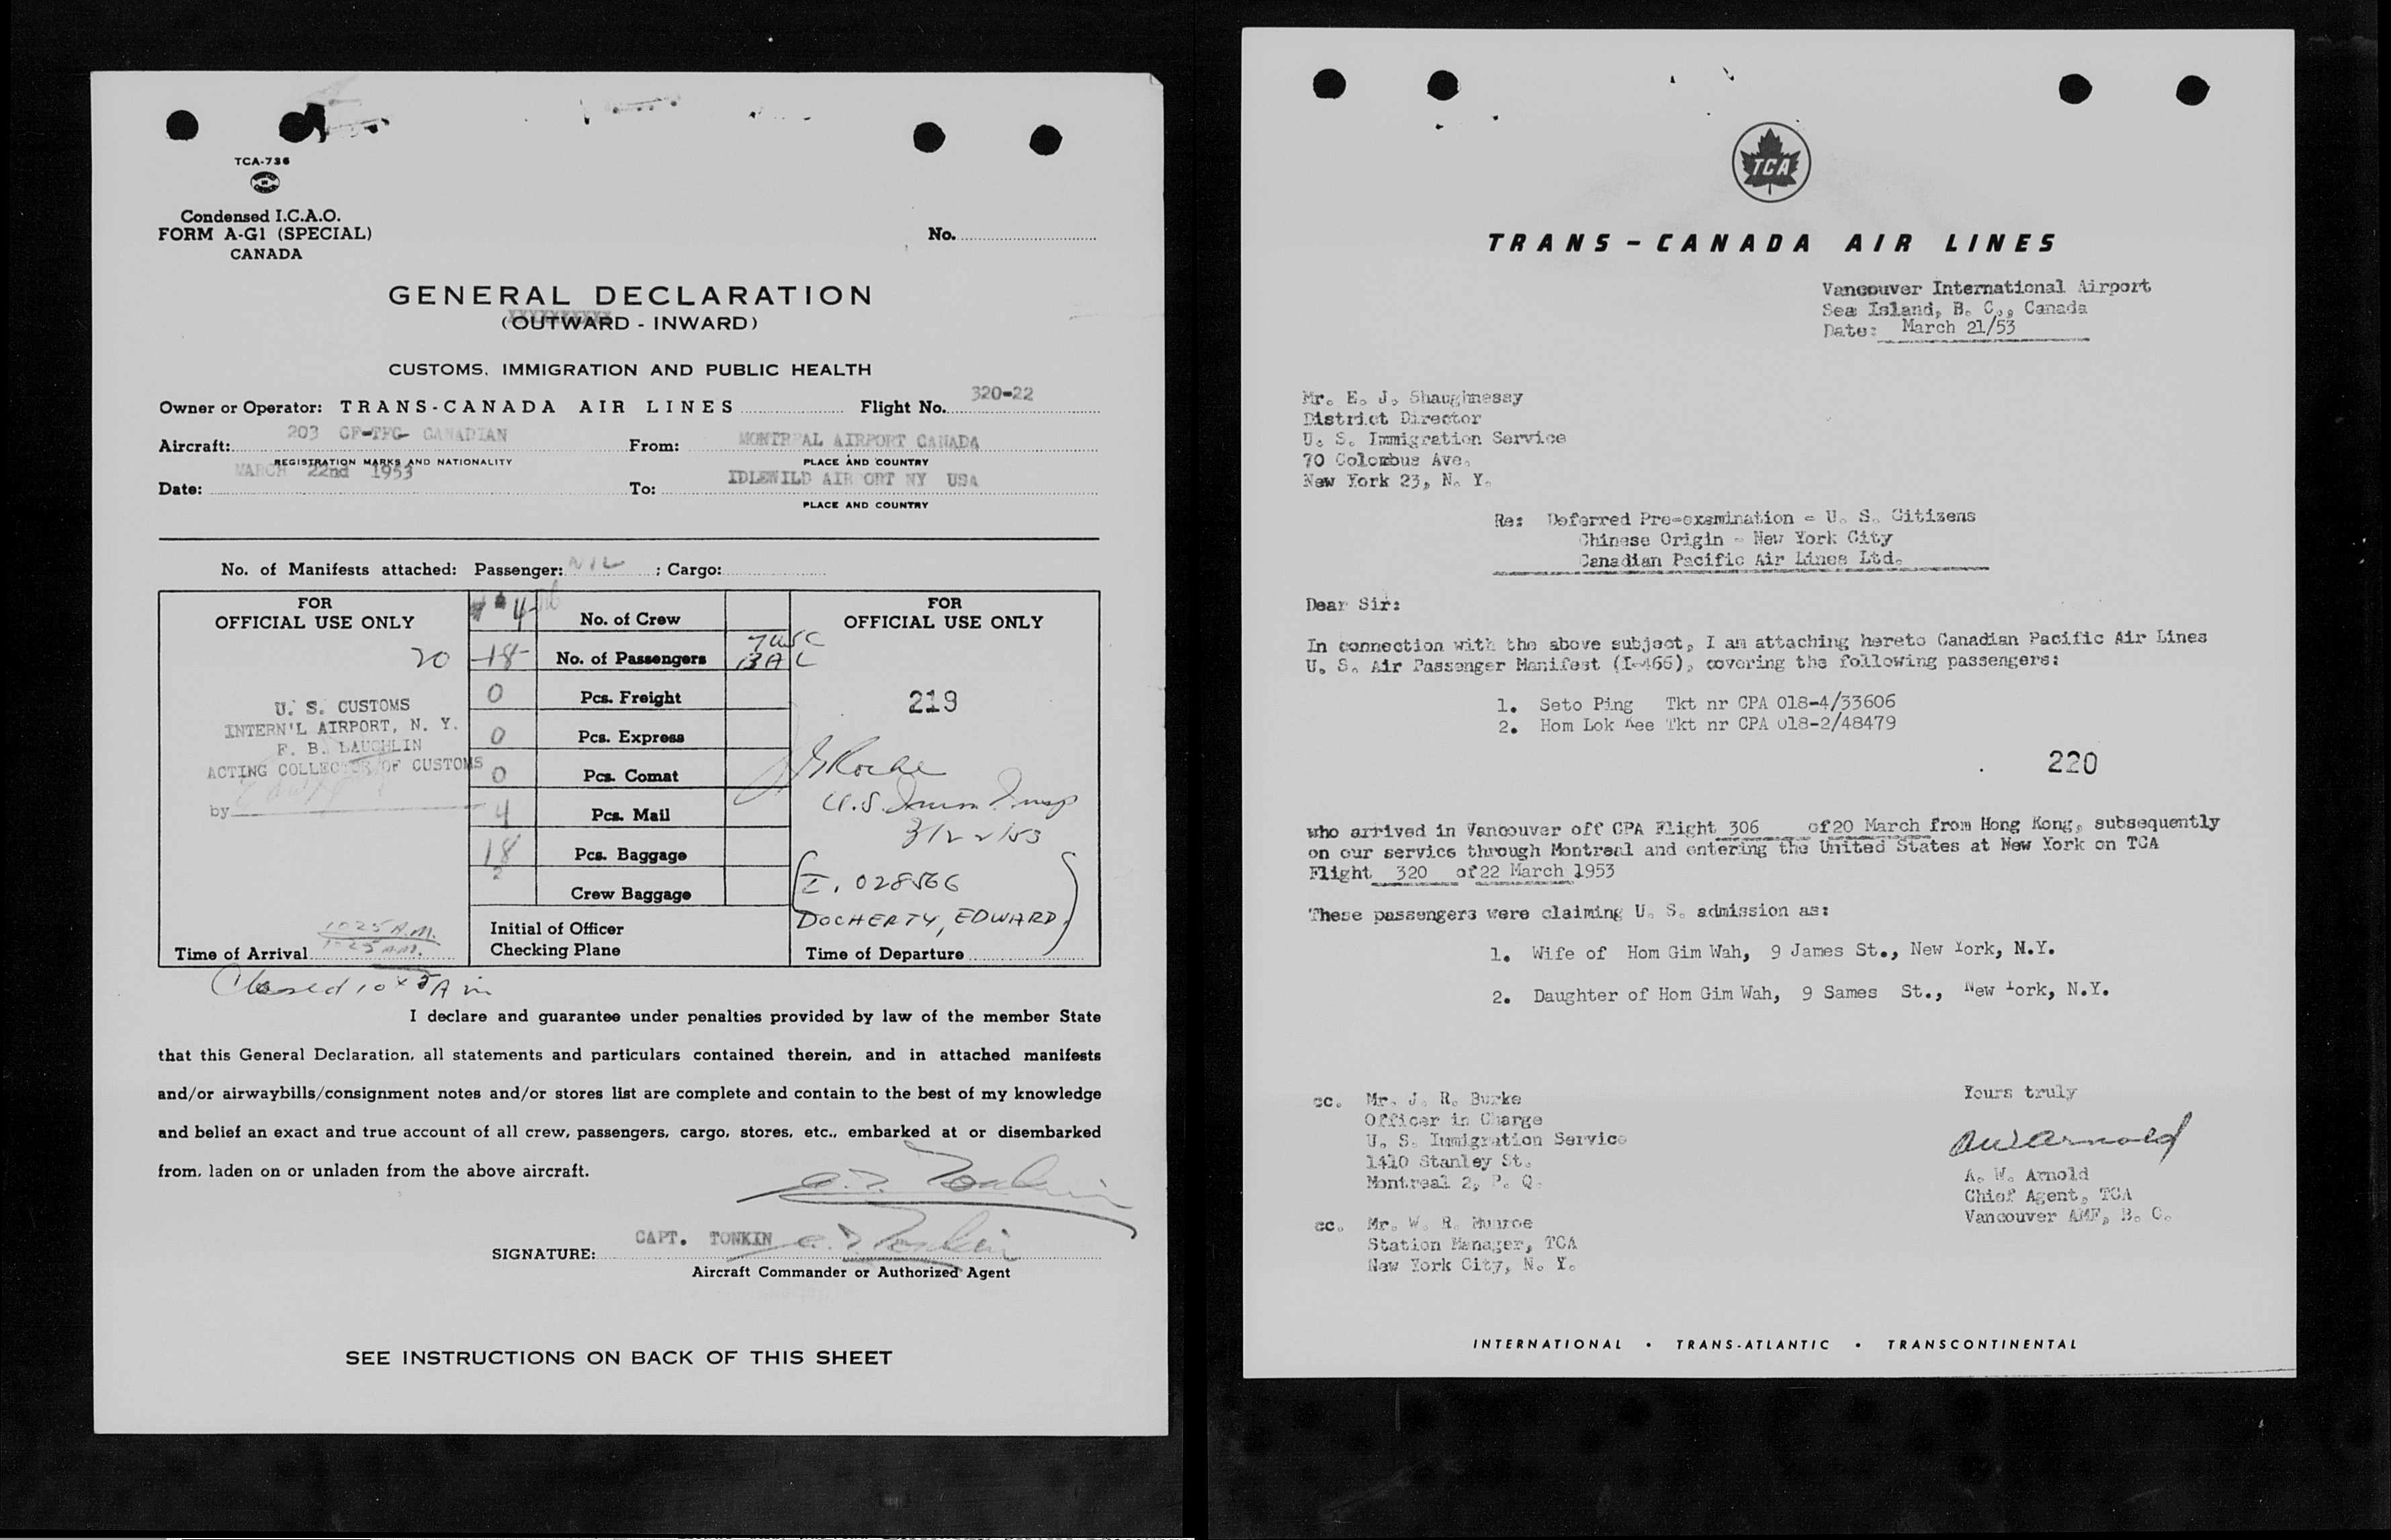 TCA-736
Condensed I.C.A.O.
FORM A-G1 (SPECIAL)
CANADA
No.
GENERAL DECLARATION
(OUTWARD - INWARD)
CUSTOMS, IMMIGRATION AND PUBLIC HEALTH
Owner or Operator: TRANS-CANADA AIR LINES Flight No. 320-22
Aircraft: 203 CF-TFG- CANADIAN From: MONTREAL AIRPORT CANADA
REGISTRATION MARKS AND NATIONALITY PLACE AND COUNTRY
Date: MARCH 22nd 1953 To: IDLEWILD AIRPORT NY USA
PLACE AND COUNTRY
No. of Manifests attached: Passenger: NIL ; Cargo:
FOR OFFICIAL USE ONLY
20
U. S. CUSTOMS
INTERN'L AIRPORT, N. Y.
F. B. LAUGHLIN
ACTING COLLECTOR OF CUSTOMS
by
Time of Arrival 1025 A.M.
1025 A.M.
4 No. of Crew
18 No. of Passengers 7 USC
13 A L
0 Pcs. Freight
0 Pcs. Express
0 Pcs. Comat
4 Pcs. Mail
18 Pcs. Baggage
2 Crew Baggage
Initial of Officer
Checking Plane
FOR OFFICIAL USE ONLY
219
Roche
U.S. Imm Insp
3/22/53
I. 028566
DOCHERTY, EDWARD
Time of Departure
Closed 10 45 A m
I declare and guarantee under penalties provided by law of the member State
that this General Declaration, all statements and particulars contained therein, and in attached manifests
and/or airwaybills/consignment notes and/or stores list are complete and contain to the best of my knowledge
and belief an exact and true account of all crew, passengers, cargo, stores, etc., embarked at or disembarked
from, laden on or unladen from the above aircraft.
SIGNATURE: CAPT. TONKIN
Aircraft Commander or Authorized Agent
SEE INSTRUCTIONS ON BACK OF THIS SHEET
TCA
TRANS-CANADA AIR LINES
Vancouver International Airport
Sea Island, B. C., Canada
Date: March 21/53
Mr. E. J. Shaughnessy
District Director
U. S. Immigration Service
70 Colombus Ave.
New York 23, N. Y.
Re: Deferred Pre-examination - U. S. Citizens
Chinese Origin - New York City
Canadian Pacific Air Lines Ltd.
Dear Sir:
In connection with the above subject, I am attaching hereto Canadian Pacific Air Lines
U. S. Air Passenger Manifest (I-466), covering the following passengers:
1. Seto Ping Tkt nr CPA 018-4/33606
2. Hom Lok Kee Tkt nr CPA 018-2/48479
220
who arrived in Vancouver off CPA Flight 306 of 20 March from Hong Kong, subsequently
on our service through Montreal and entering the United States at New York on TCA
Flight 320 of 22 March 1953
These passengers were claiming U. S. admission as:
1. Wife of Hom Gim Wah, 9 James St., New York, N.Y.
2. Daughter of Hom Gim Wah, 9 Sames St., New York, N.Y.
cc. Mr. J. R. Burke
Officer in Charge
U. S. Immigration Service
1410 Stanley St.
Montreal 2, P. Q.
cc. Mr. W. R. Munroe
Station Manager, TCA
New York City, N. Y.
Yours truly
AW Arnold
A. W. Arnold
Chief Agent, TCA
Vancouver AMF, B. C.
INTERNATIONAL • TRANS-ATLANTIC • TRANSCONTINENTAL